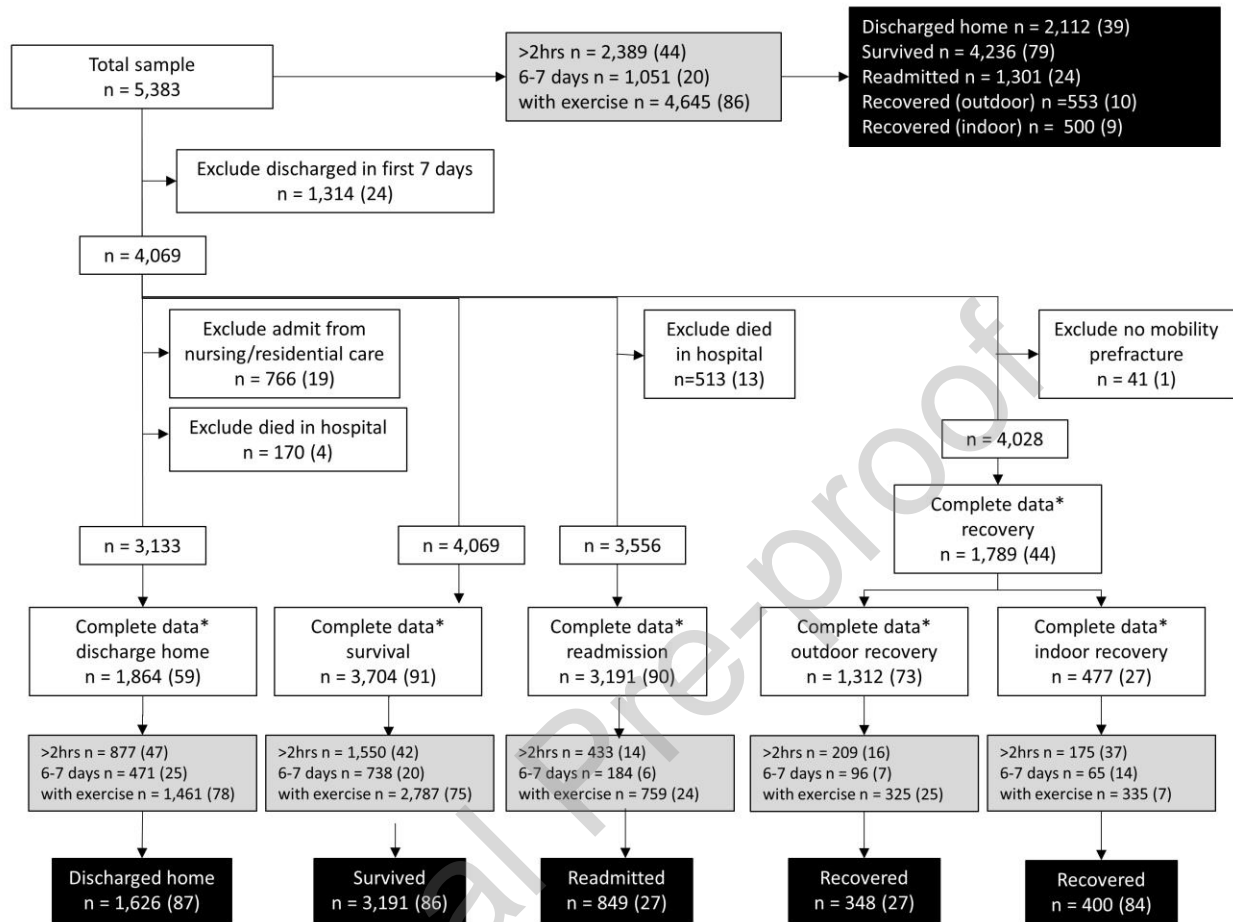 Total sample
n = 5,383
>2hrs n = 2,389 (44)
6-7 days n = 1,051 (20)
with exercise n = 4,645 (86)
Discharged home n = 2,112 (39)
Survived n = 4,236 (79)
Readmitted n = 1,301 (24)
Recovered (outdoor) n =553 (10)
Recovered (indoor) n =  500 (9)
Exclude discharged in first 7 days
n = 1,314 (24)
n = 4,069
Exclude admit from
nursing/residential care
n = 766 (19)
Exclude died in hospital
n = 170 (4)
Exclude died
in hospital
n=513 (13)
Exclude no mobility
prefracture
n = 41 (1)
n = 4,028
Complete data*
recovery
n = 1,789 (44)
n = 3,133
n = 4,069
n = 3,556
Complete data*
discharge home
n = 1,864 (59)
Complete data*
survival
n = 3,704 (91)
Complete data*
readmission
n = 3,191 (90)
Complete data*
outdoor recovery
n = 1,312 (73)
Complete data*
indoor recovery
n = 477 (27)
>2hrs n = 877 (47)
6-7 days n = 471 (25)
with exercise n = 1,461 (78)
>2hrs n = 1,550 (42)
6-7 days n = 738 (20)
with exercise n = 2,787 (75)
>2hrs n = 433 (14)
6-7 days n = 184 (6)
with exercise n = 759 (24)
>2hrs n = 209 (16)
6-7 days n = 96 (7)
with exercise n = 325 (25)
>2hrs n = 175 (37)
6-7 days n = 65 (14)
with exercise n = 335 (7)
Discharged home
n = 1,626 (87)
Survived
n = 3,191 (86)
Readmitted
n = 849 (27)
Recovered
n = 348 (27)
Recovered
n = 400 (84)
al Pre-proof